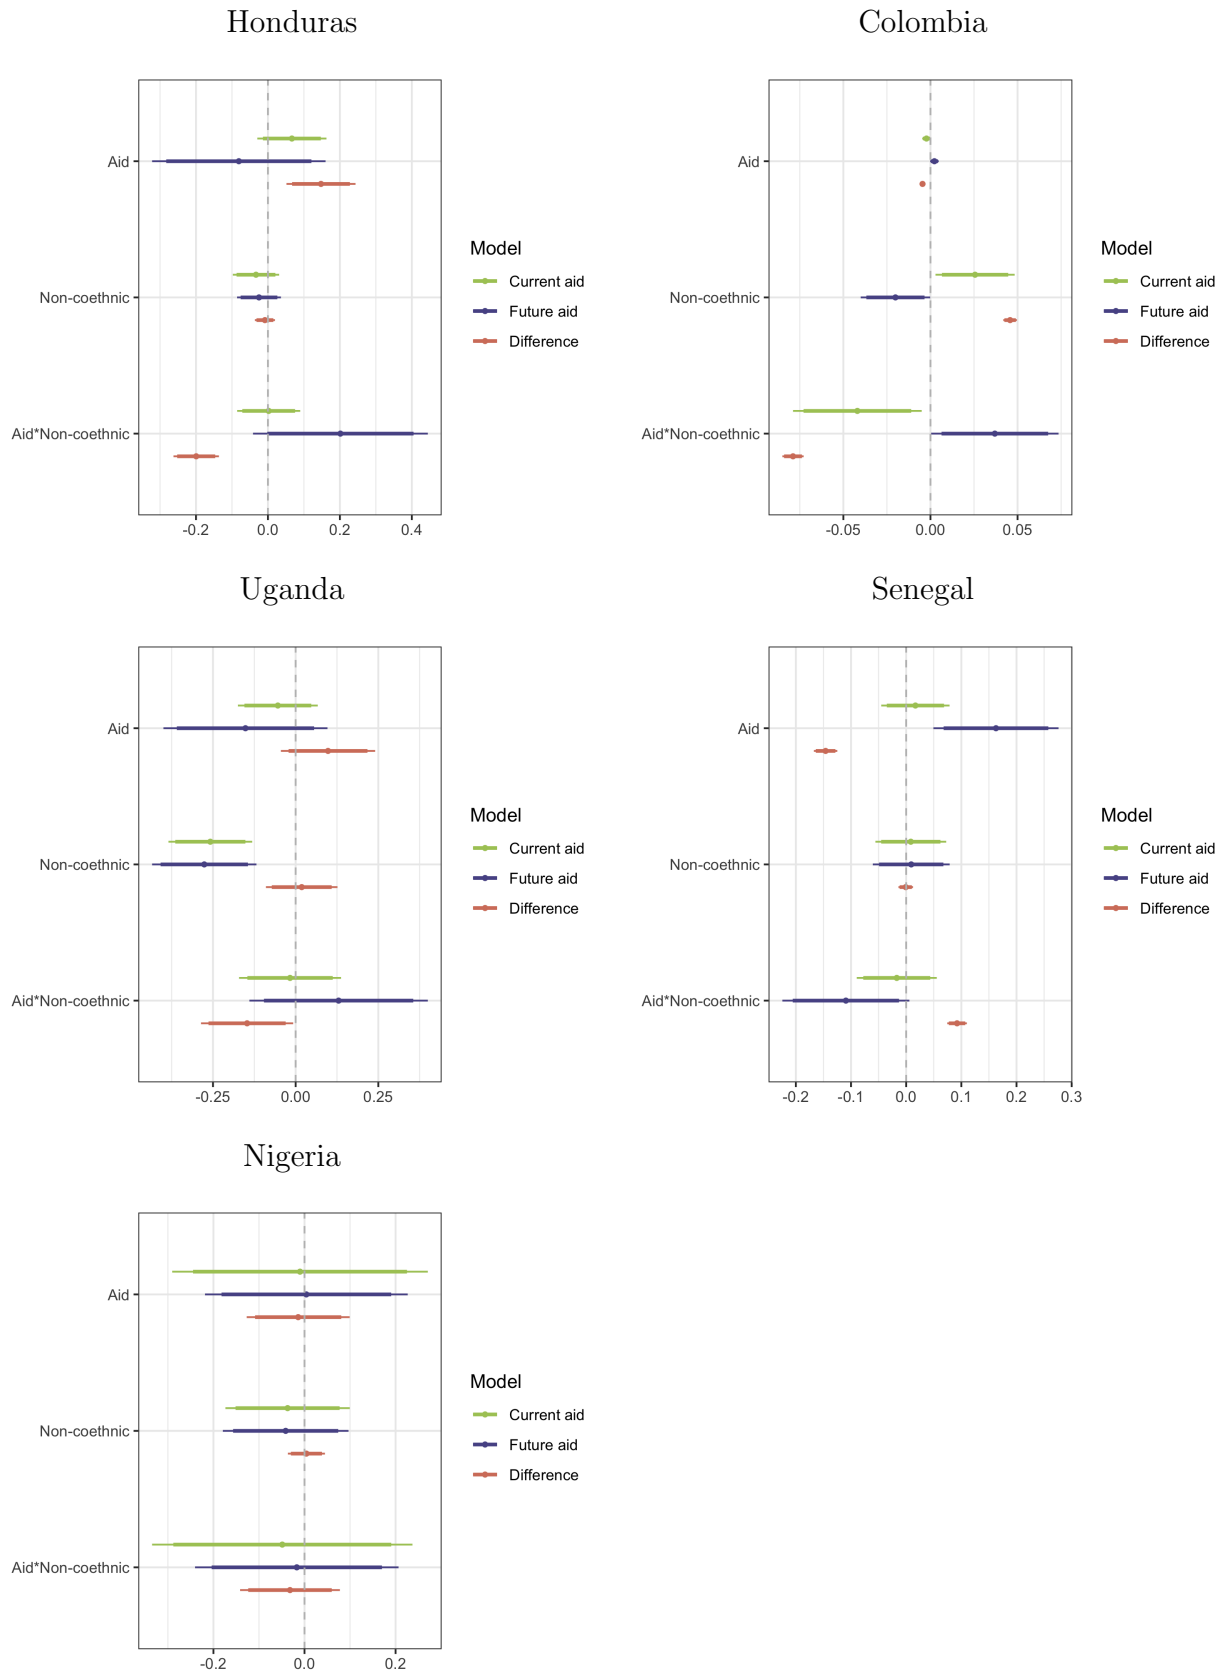 Honduras
Aid
Non-coethnic
Aid*Non-coethnic
-0.2 0.0 0.2 0.4
Model
Current aid
Future aid
Difference
Colombia
Aid
Non-coethnic
Aid*Non-coethnic
-0.05 0.00 0.05
Model
Current aid
Future aid
Difference
Uganda
Aid
Non-coethnic
Aid*Non-coethnic
-0.25 0.00 0.25
Model
Current aid
Future aid
Difference
Senegal
Aid
Non-coethnic
Aid*Non-coethnic
-0.2 -0.1 0.0 0.1 0.2 0.3
Model
Current aid
Future aid
Difference
Nigeria
Aid
Non-coethnic
Aid*Non-coethnic
-0.2 0.0 0.2
Model
Current aid
Future aid
Difference